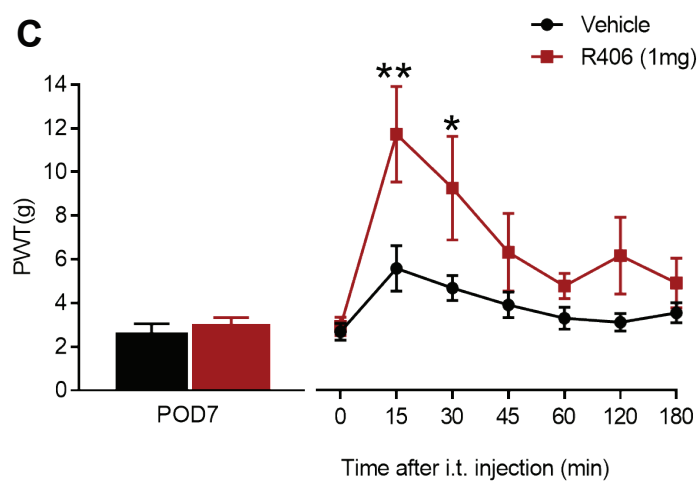 C
Vehicle
R406 (1mg)
14
12
10
8
6
4
2
0
PWT(g)
**
*
POD7
0 15 30 45 60 120 180
Time after i.t. injection (min)